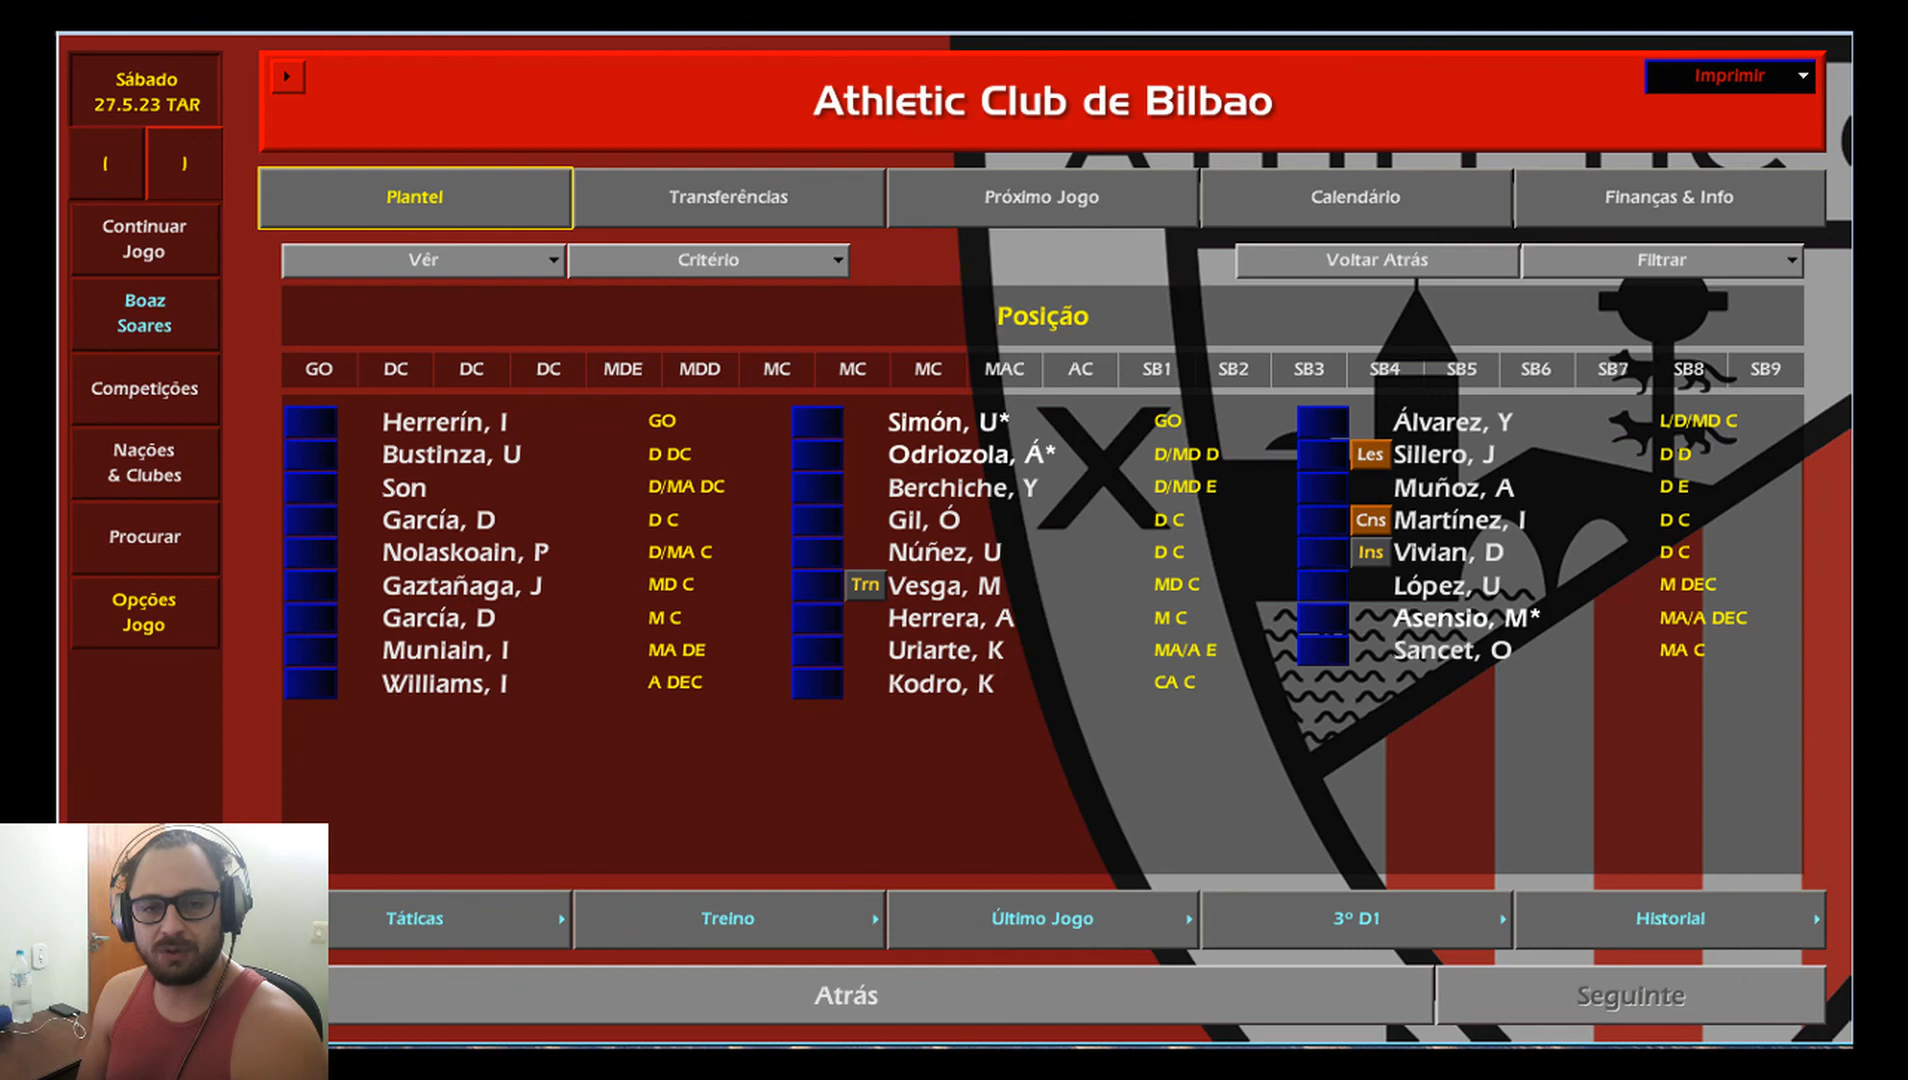 Sábado
27.5.23 TAR
Continuar
Jogo
Boaz
Soares
Competições
Nações
& Clubes
Procurar
Opções
Jogo
Athletic Club de Bilbao
Imprimir
Plantel Transferências Próximo Jogo Calendário Finanças & Info
Vêr Critério Voltar Atrás Filtrar
Posição
GO DC DC DC MDE MDD MC MC MC MAC AC SB1 SB2 SB3 SB4 SB5 SB6 SB7 SB8 SB9
Herrerín, I GO Simón, U* GO Álvarez, Y L/D/MD C
Bustinza, U D DC Odriozola, Á* D/MD D Les Sillero, J D D
Son D/MA DC Berchiche, Y D/MD E Muñoz, A D E
García, D D C Gil, Ó D C Cns Martínez, I D C
Nolaskoain, P D/MA C Núñez, U D C Ins Vivian, D D C
Gaztañaga, J MD C Trn Vesga, M MD C López, U M DEC
García, D M C Herrera, A M C Asensio, M* MA/A DEC
Muniain, I MA DE Uriarte, K MA/A E Sancet, O MA C
Williams, I A DEC Kodro, K CA C
Táticas Treino Último Jogo 3º D1 Historial
Atrás Seguinte